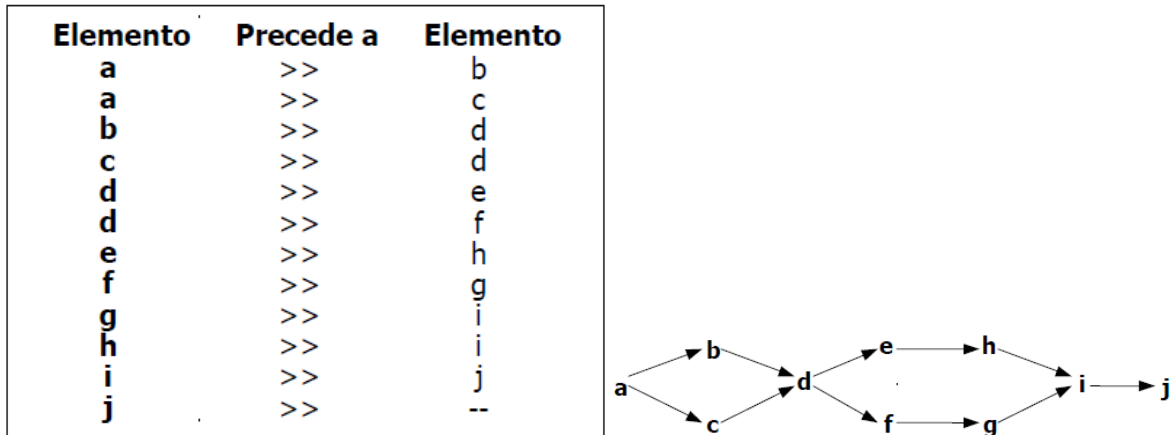 Elemento Precede a Elemento
a >> b
a >> c
b >> d
c >> d
d >> e
d >> f
e >> h
f >> g
g >> i
h >> i
i >> j
j >> --
b e h
a d i j
c f g